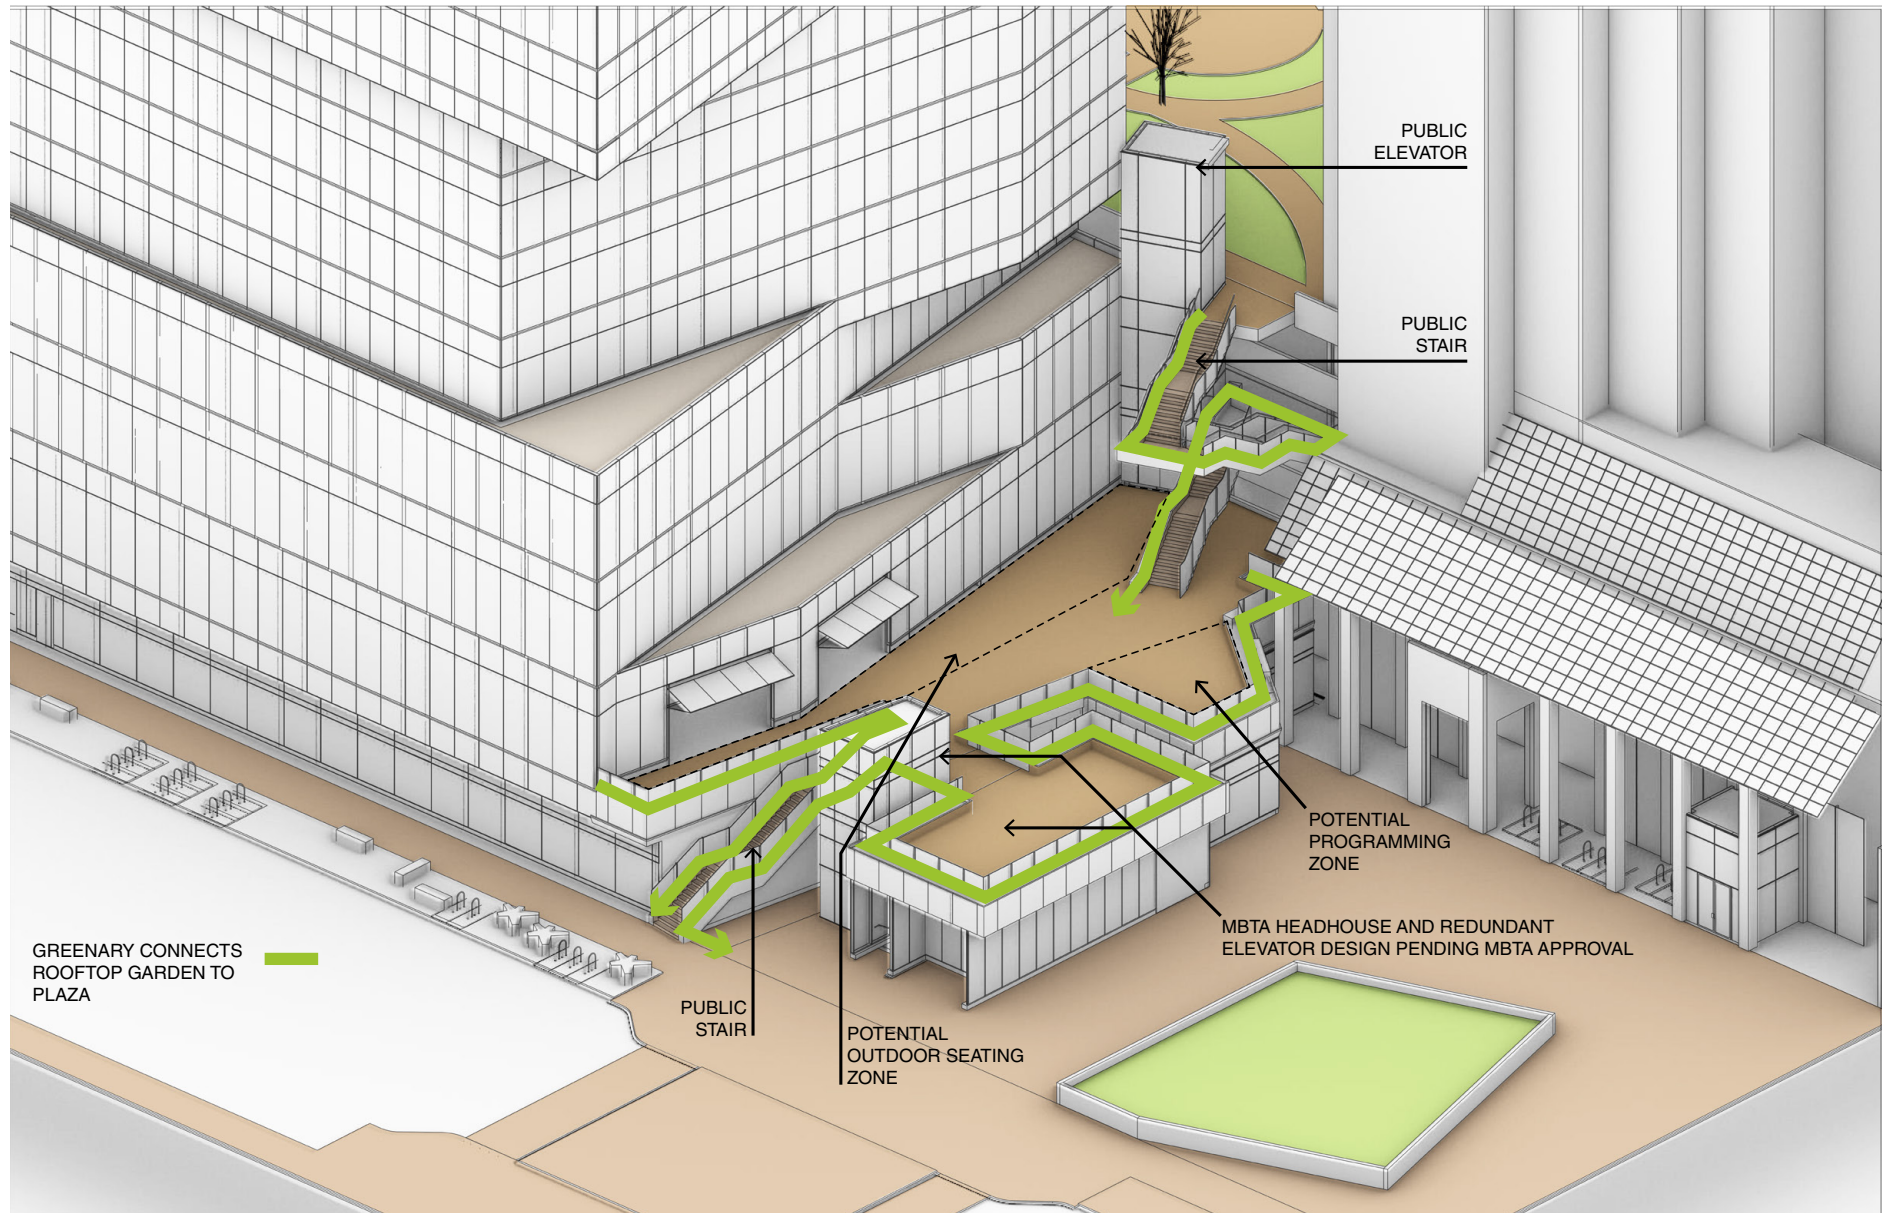 PUBLIC
ELEVATOR
PUBLIC
STAIR
POTENTIAL
PROGRAMMING
ZONE
MBTA HEADHOUSE AND REDUNDANT
ELEVATOR DESIGN PENDING MBTA APPROVAL
GREENARY CONNECTS
ROOFTOP GARDEN TO
PLAZA
PUBLIC
STAIR
POTENTIAL
OUTDOOR SEATING
ZONE